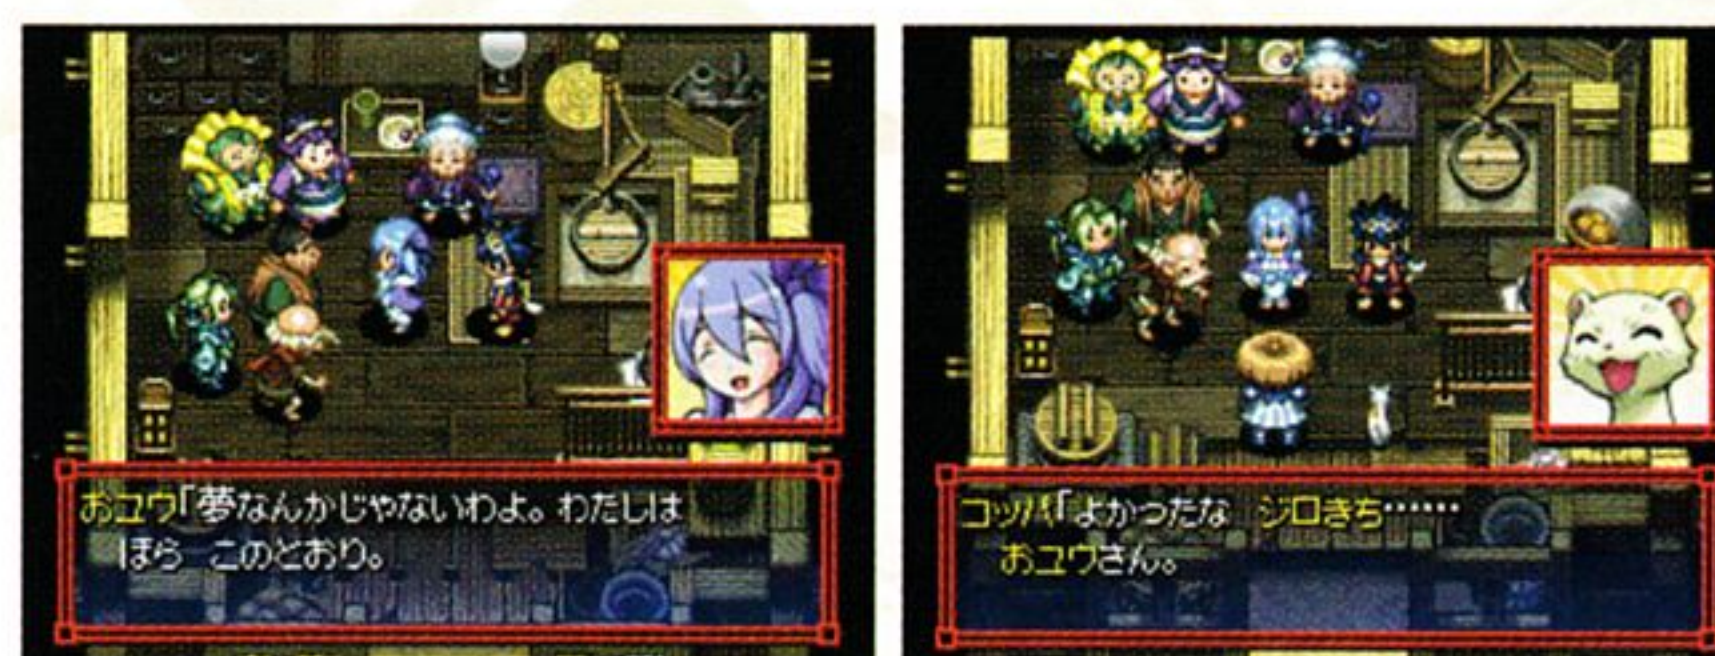 おユウ「夢なんかじゃないわよ。わたしは
ほら このとおり。
コッパ「よかったな ジロきち……
おユウさん。